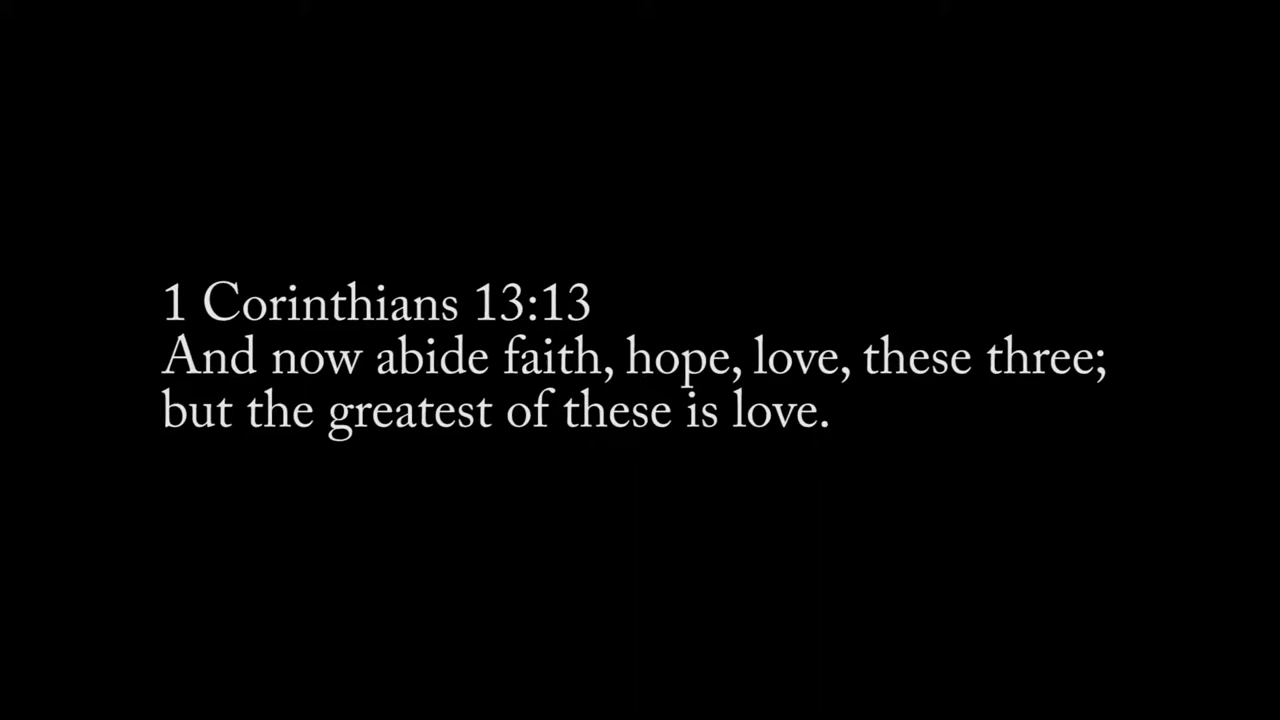 1 Corinthians 13:13
And now abide faith, hope, love, these three;
but the greatest of these is love.